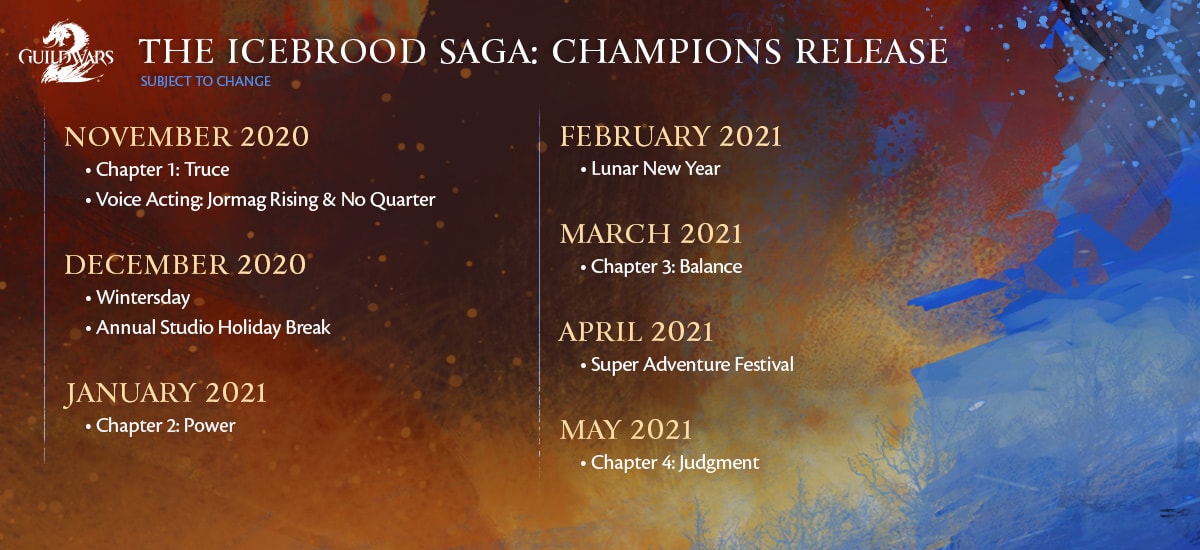 GUILDWARS
2
THE ICEBROOD SAGA: CHAMPIONS RELEASE
SUBJECT TO CHANGE
NOVEMBER 2020
• Chapter 1: Truce
• Voice Acting: Jormag Rising & No Quarter
DECEMBER 2020
• Wintersday
• Annual Studio Holiday Break
JANUARY 2021
• Chapter 2: Power
FEBRUARY 2021
• Lunar New Year
MARCH 2021
• Chapter 3: Balance
APRIL 2021
• Super Adventure Festival
MAY 2021
• Chapter 4: Judgment